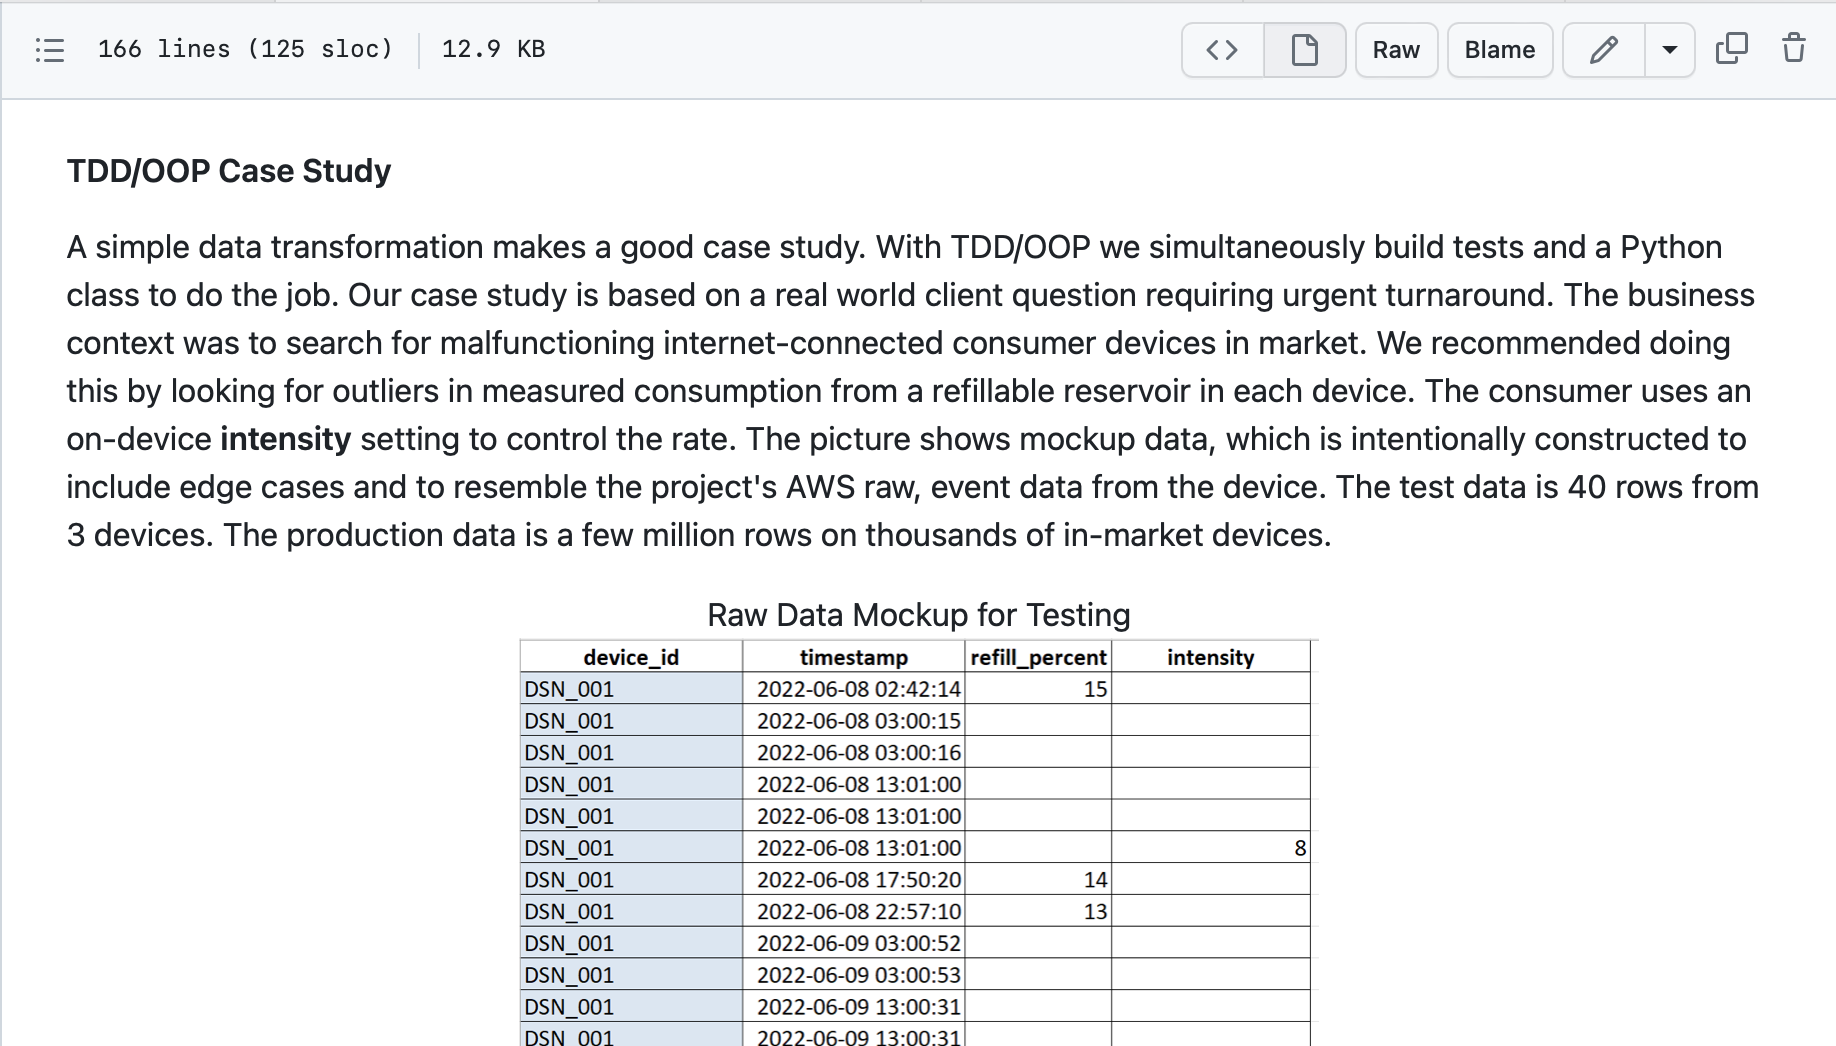 166 lines (125 sloc) 12.9 KB Raw Blame
TDD/OOP Case Study
A simple data transformation makes a good case study. With TDD/OOP we simultaneously build tests and a Python
class to do the job. Our case study is based on a real world client question requiring urgent turnaround. The business
context was to search for malfunctioning internet-connected consumer devices in market. We recommended doing
this by looking for outliers in measured consumption from a refillable reservoir in each device. The consumer uses an
on-device intensity setting to control the rate. The picture shows mockup data, which is intentionally constructed to
include edge cases and to resemble the project's AWS raw, event data from the device. The test data is 40 rows from
3 devices. The production data is a few million rows on thousands of in-market devices.
Raw Data Mockup for Testing
device_id timestamp refill_percent intensity
DSN_001 2022-06-08 02:42:14 15
DSN_001 2022-06-08 03:00:15
DSN_001 2022-06-08 03:00:16
DSN_001 2022-06-08 13:01:00
DSN_001 2022-06-08 13:01:00
DSN_001 2022-06-08 13:01:00 8
DSN_001 2022-06-08 17:50:20 14
DSN_001 2022-06-08 22:57:10 13
DSN_001 2022-06-09 03:00:52
DSN_001 2022-06-09 03:00:53
DSN_001 2022-06-09 13:00:31
DSN_001 2022-06-09 13:00:31